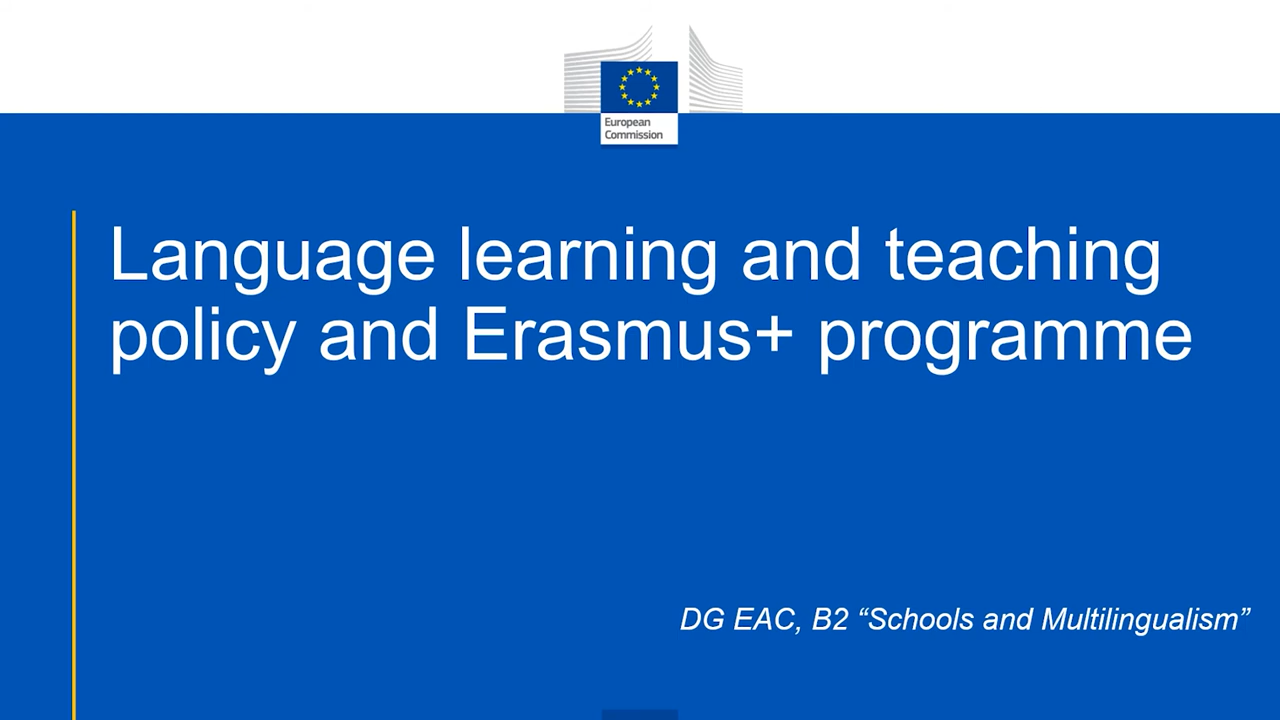 European
Commission
Language learning and teaching
policy and Erasmus+ programme
DG EAC, B2 “Schools and Multilingualism”